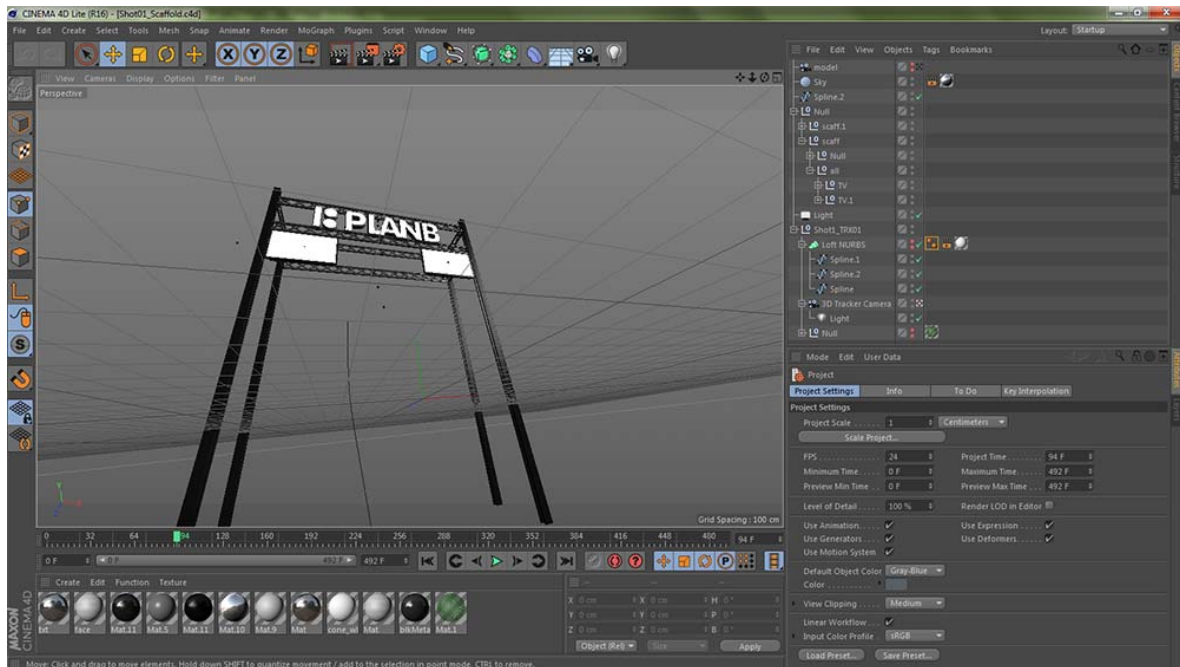 CINEMA 4D Lite (R16) - [Shot01_Scaffold.c4d]
File Edit Create Select Tools Mesh Snap Animate Render MoGraph Plugins Script Window Help
Layout: Startup
X Y Z
File Edit View Objects Tags Bookmarks
View Cameras Display Options Filter Panel
Perspective
model
Sky
Spline.2
Null
scaff.1
scaff
Null
all
TV
TV.1
Light
Shot1_TRK01
Loft NURBS
Spline.1
Spline.2
Spline
3D Tracker Camera
Light
Null
PLANB
Grid Spacing : 100 cm
Mode Edit User Data
Project
Project Settings Info To Do Key Interpolation
Project Settings
Project Scale 1 Centimeters
Scale Project...
FPS 24 Project Time 94 F
Minimum Time 0 F Maximum Time 492 F
Preview Min Time 0 F Preview Max Time 492 F
Level of Detail 100 % Render LOD in Editor
Use Animation Use Expression
Use Generators Use Deformers
Use Motion System
Default Object Color Gray-Blue
Color
View Clipping Medium
Linear Workflow
Input Color Profile sRGB
Load Preset... Save Preset...
0 32 64 94 128 160 192 224 256 288 304 416 448 480 94 F
0 F 0 F 492 F 492 F
Create Edit Function Texture
txt face Mat.11 Mat.5 Mat.11 Mat.10 Mat.9 Mat cone_wl Mat blkMeta Mat.1
X 0 cm X 0 cm H 0 °
Y 0 cm Y 0 cm P 0 °
Z 0 cm Z 0 cm B 0 °
Object (Rel) Size Apply
MAXON
CINEMA 4D
Move: Click and drag to move elements. Hold down SHIFT to quantize movement / add to the selection in point mode, CTRL to remove.